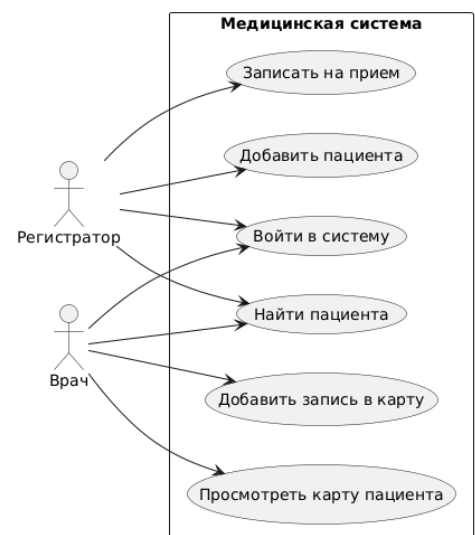 Медицинская система
Записать на прием
Добавить пациента
Регистратор
Войти в систему
Найти пациента
Врач
Добавить запись в карту
Просмотреть карту пациента